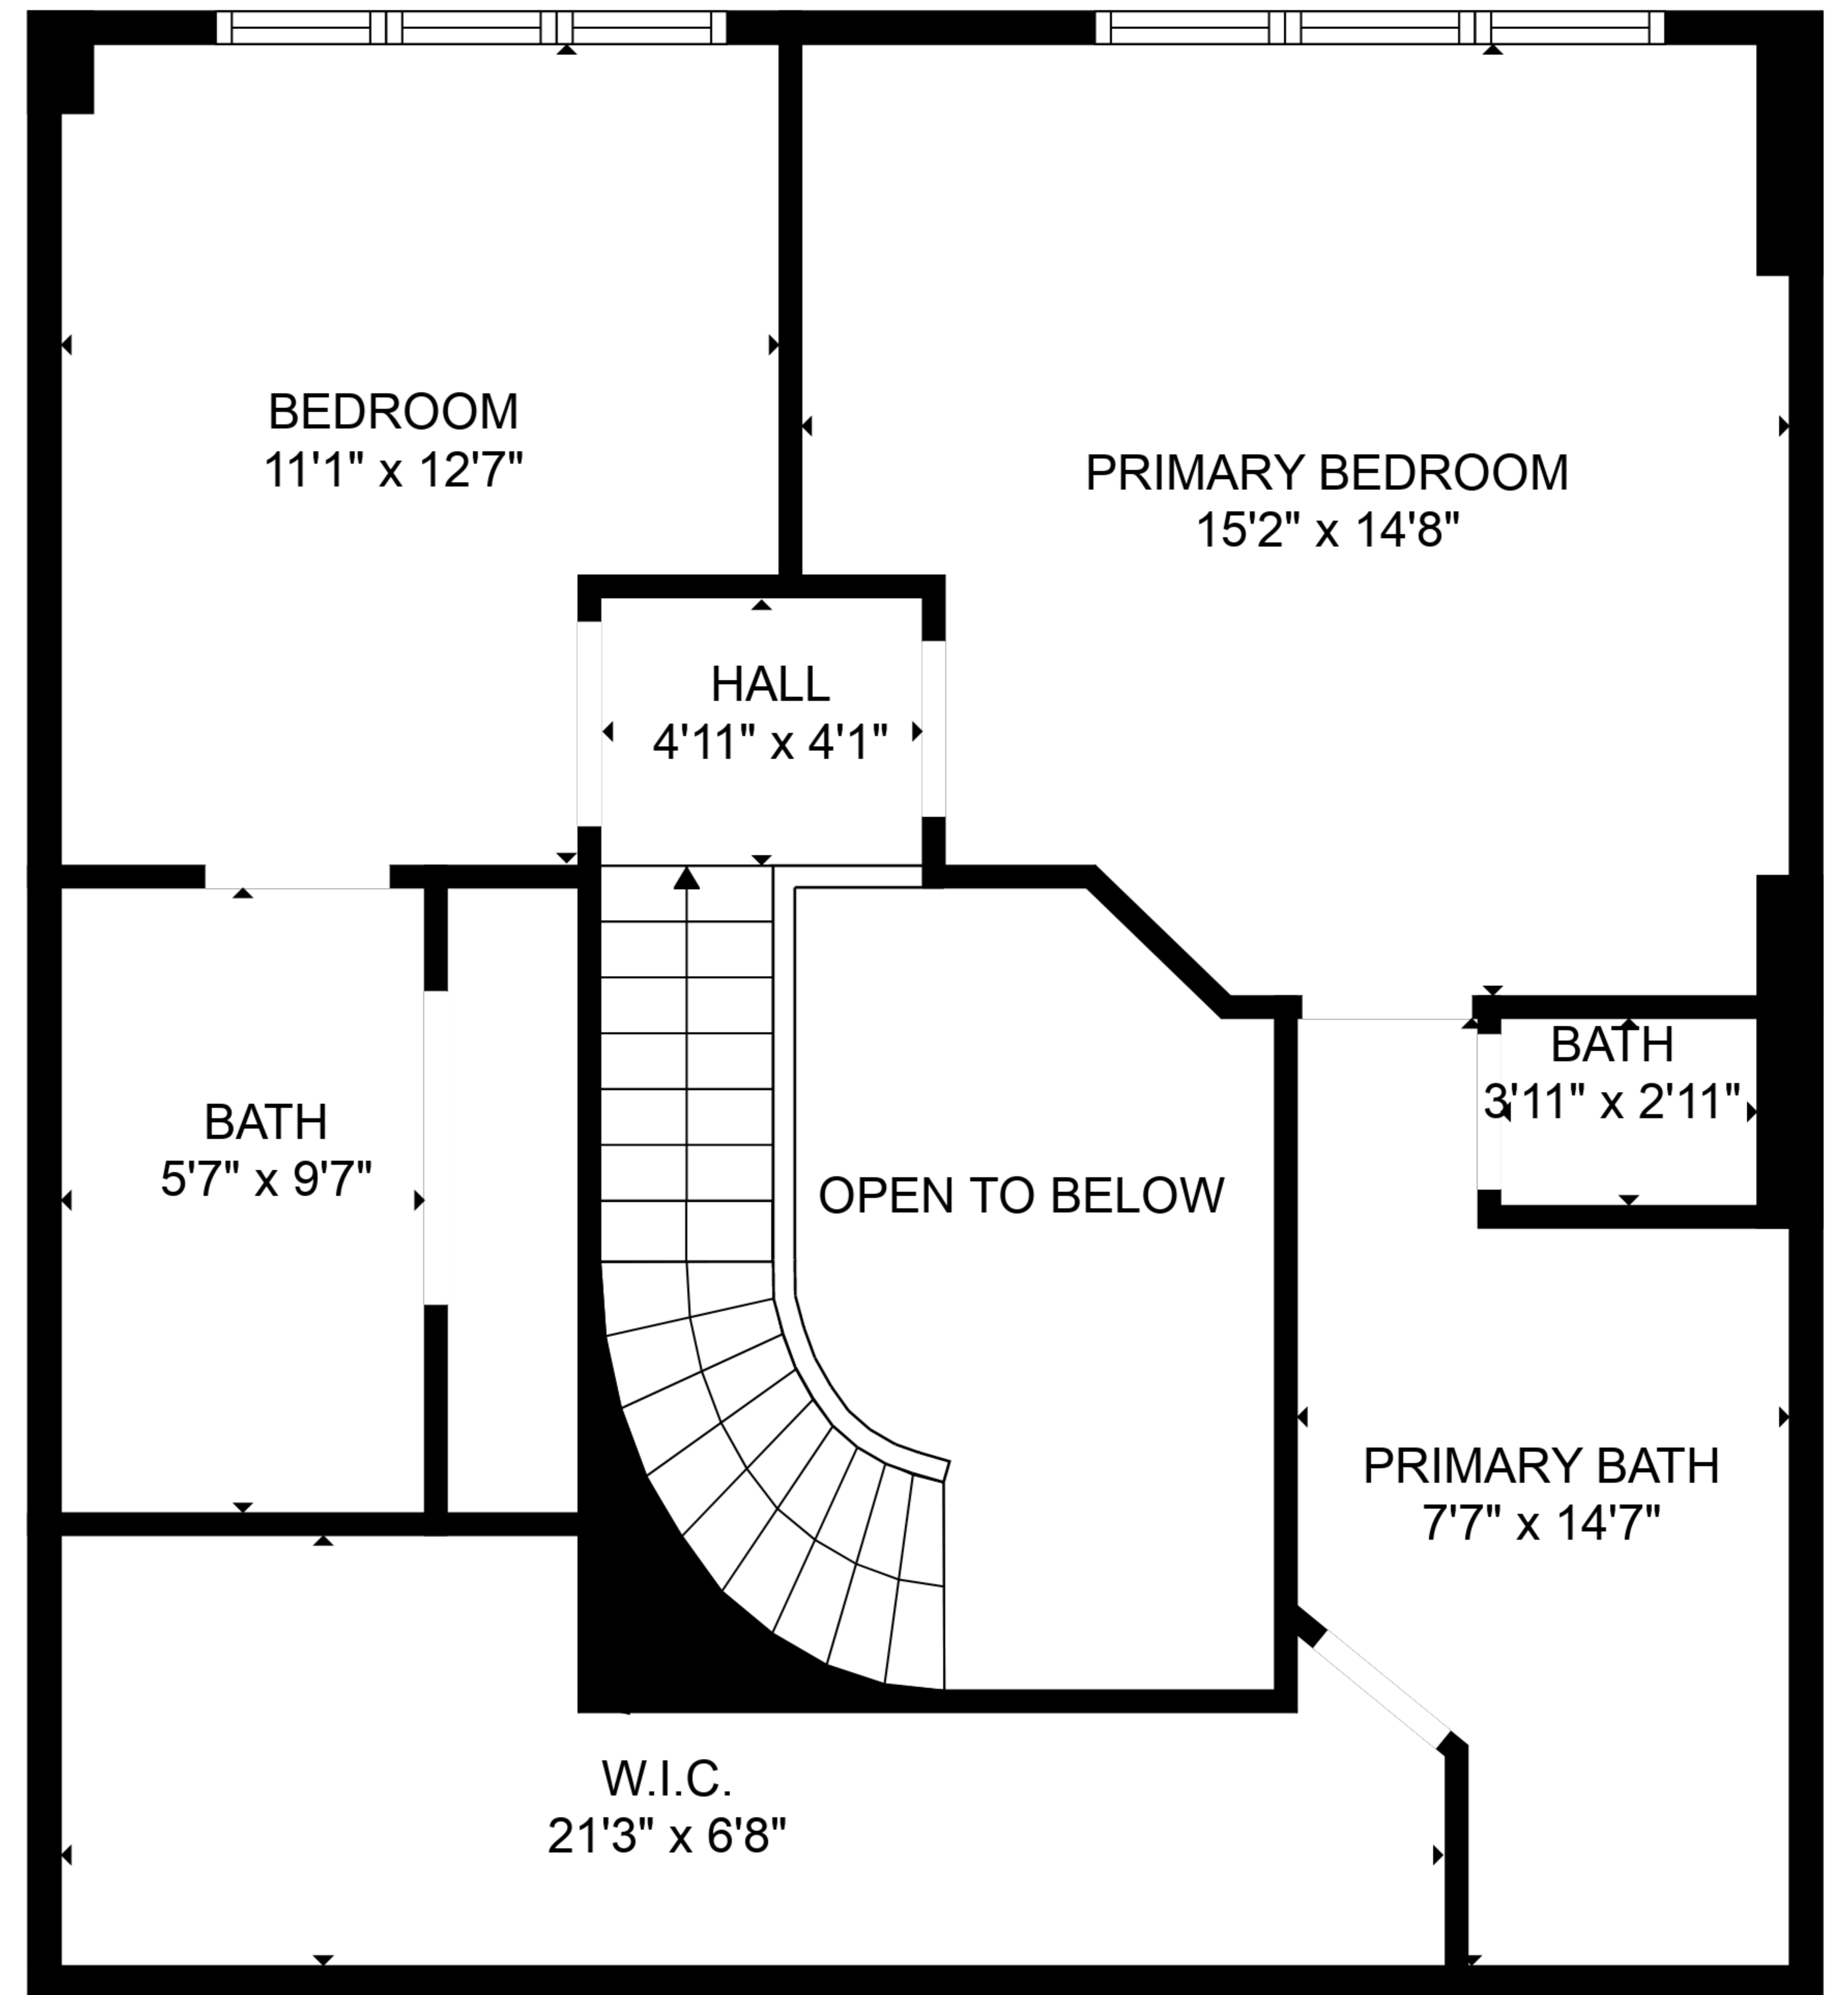 BEDROOM
11'1" x 12'7"
PRIMARY BEDROOM
15'2" x 14'8"
HALL
4'11" x 4'1"
BATH
3'11" x 2'11"
BATH
5'7" x 9'7"
OPEN TO BELOW
PRIMARY BATH
7'7" x 14'7"
W.I.C.
21'3" x 6'8"